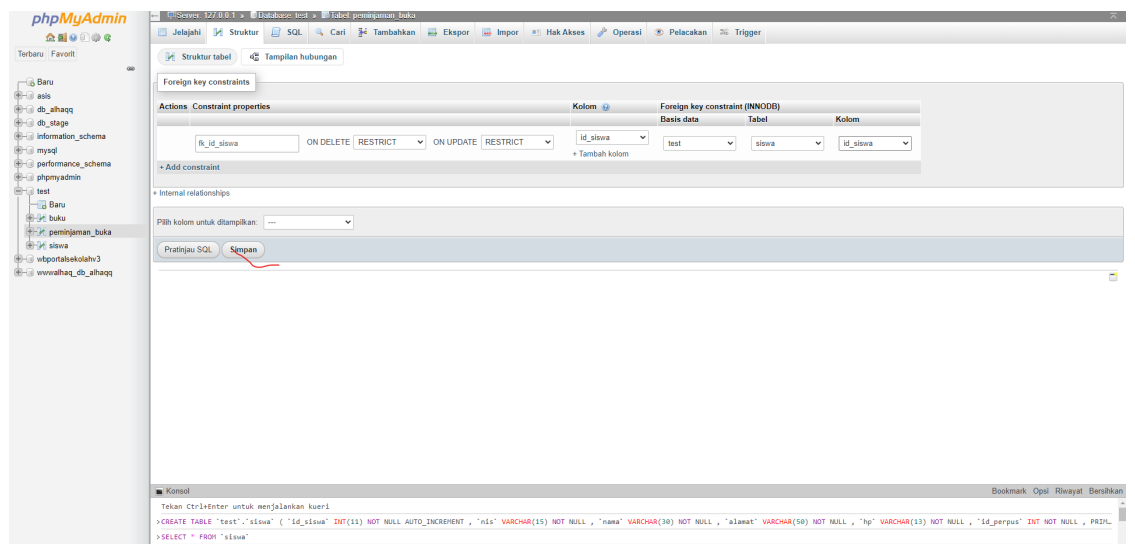 phpMyAdmin
Terbaru Favorit
Baru
asis
db_alhaqq
db_stage
information_schema
mysql
performance_schema
phpmyadmin
test
Baru
buku
peminjaman_buka
siswa
wbportalsekolahv3
wwwalhaq_db_alhaqq
Server: 127.0.0.1 » Database: test » Tabel: peminjaman_buka
Jelajahi Struktur SQL Cari Tambahkan Ekspor Impor Hak Akses Operasi Pelacakan Trigger
Struktur tabel Tampilan hubungan
Foreign key constraints
Actions Constraint properties Kolom Foreign key constraint (INNODB)
Basis data Tabel Kolom
fk_id_siswa ON DELETE RESTRICT ON UPDATE RESTRICT id_siswa test siswa id_siswa
+ Tambah kolom
+ Add constraint
+ Internal relationships
Pilih kolom untuk ditampilkan: ---
Pratinjau SQL Simpan
Konsol Bookmark Opsi Riwayat Bersihkan
Tekan Ctrl+Enter untuk menjalankan kueri
>CREATE TABLE `test`.`siswa` ( `id_siswa` INT(11) NOT NULL AUTO_INCREMENT , `nis` VARCHAR(15) NOT NULL , `nama` VARCHAR(30) NOT NULL , `alamat` VARCHAR(50) NOT NULL , `hp` VARCHAR(13) NOT NULL , `id_perpus` INT NOT NULL , PRIM…
>SELECT * FROM `siswa`